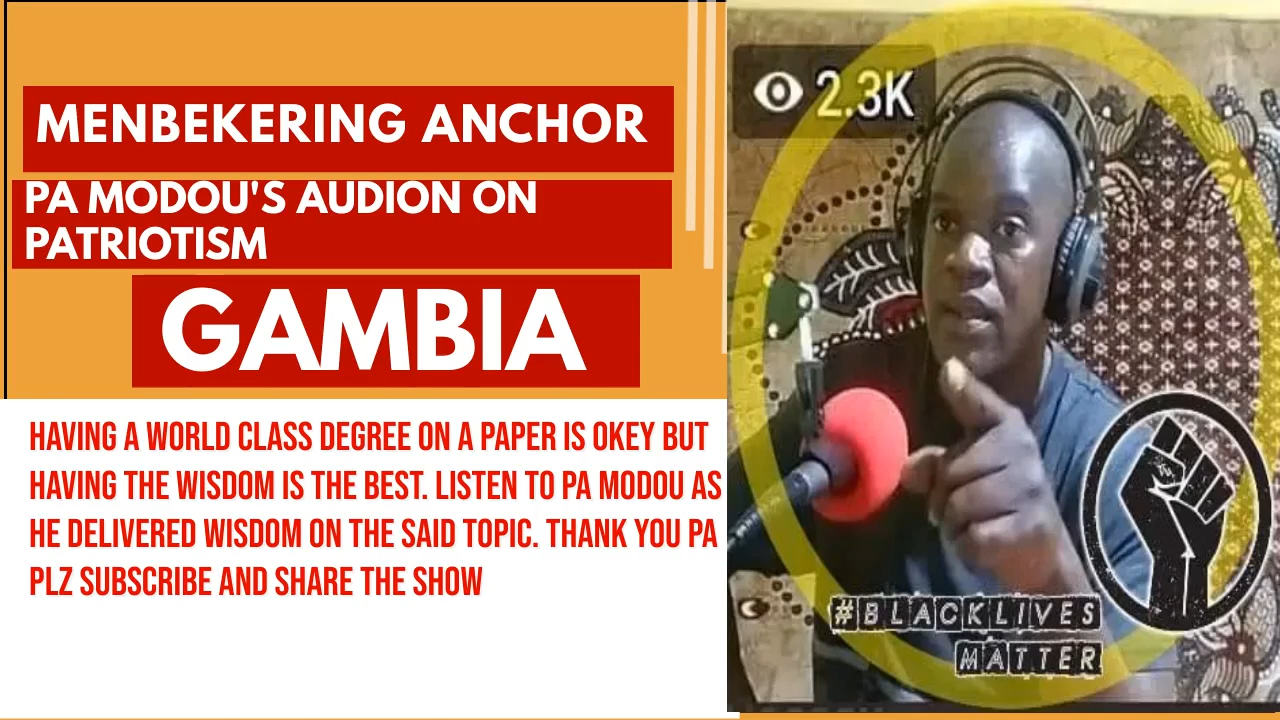 MENBEKERING ANCHOR
PA MODOU'S AUDION ON
PATRIOTISM
GAMBIA
HAVING A WORLD CLASS DEGREE ON A PAPER IS OKEY BUT
HAVING THE WISDOM IS THE BEST. LISTEN TO PA MODOU AS
HE DELIVERED WISDOM ON THE SAID TOPIC. THANK YOU PA
PLZ SUBSCRIBE AND SHARE THE SHOW
2.3K
#BLACKLIVES
MATTER